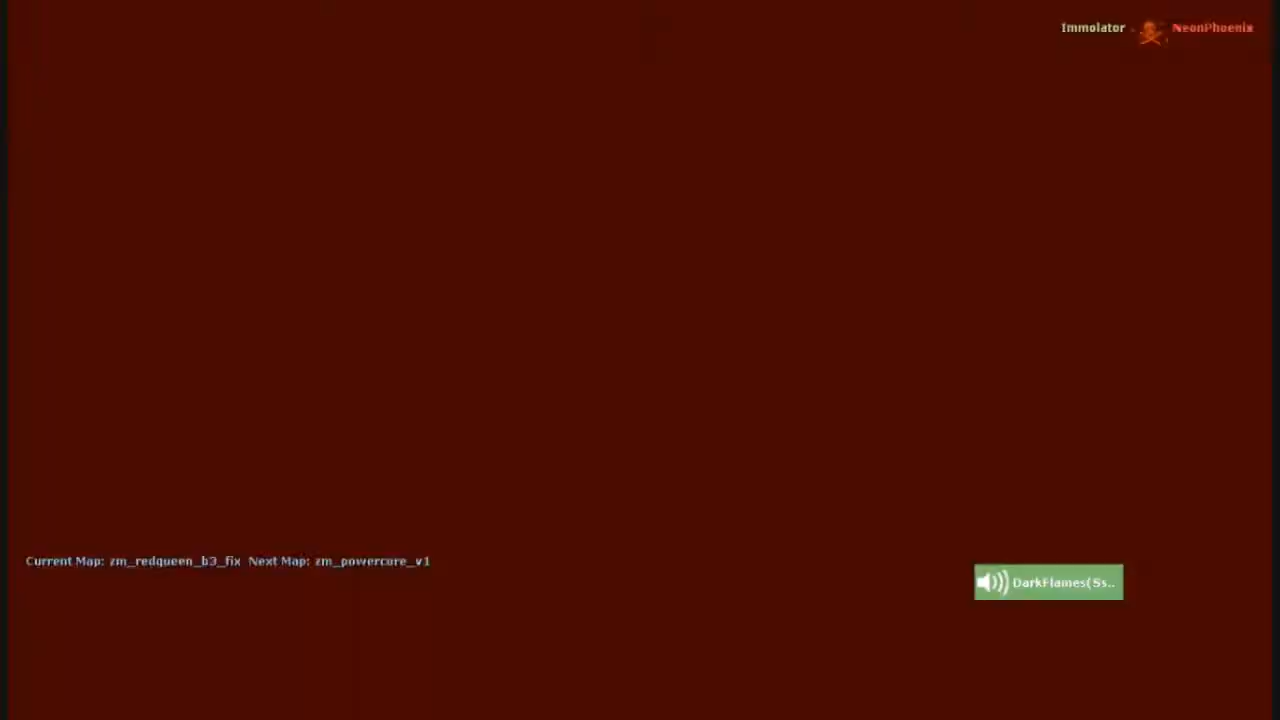 Immolator NeonPhoenix
Current Map: zm_redqueen_b3_fix Next Map: zm_powercore_v1
DarkFlames(Ss..